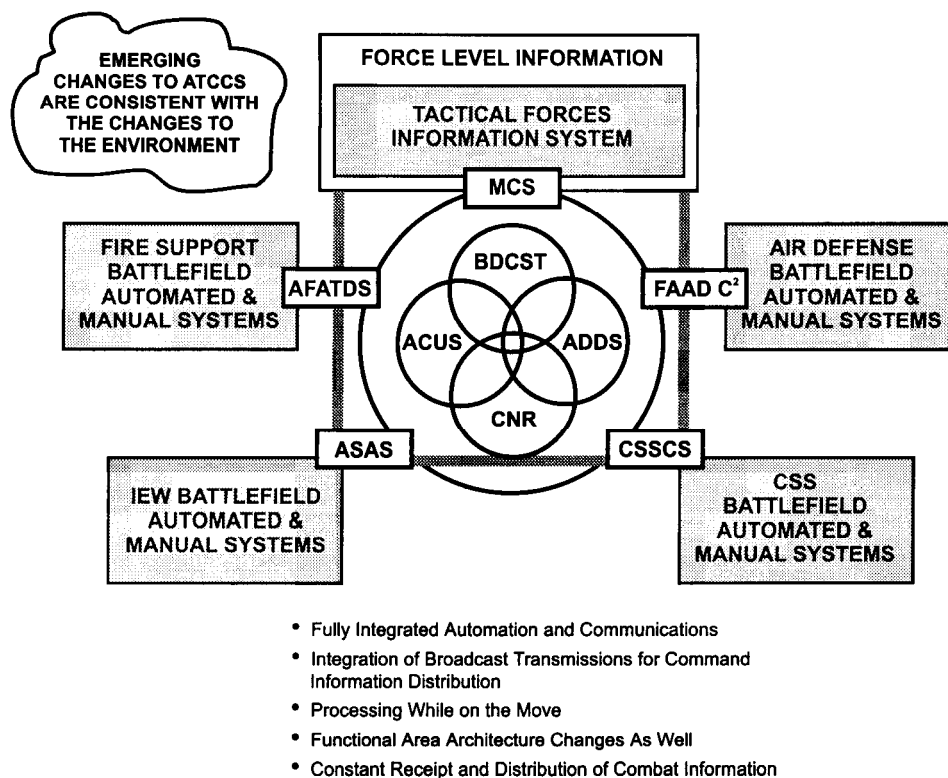 EMERGING
CHANGES TO ATCCS
ARE CONSISTENT WITH
THE CHANGES TO
THE ENVIRONMENT
FORCE LEVEL INFORMATION
TACTICAL FORCES
INFORMATION SYSTEM
MCS
FIRE SUPPORT
BATTLEFIELD
AUTOMATED &
MANUAL SYSTEMS
AFATDS
BDCST
ACUS
ADDS
CNR
FAAD C²
AIR DEFENSE
BATTLEFIELD
AUTOMATED &
MANUAL SYSTEMS
ASAS
CSSCS
IEW BATTLEFIELD
AUTOMATED &
MANUAL SYSTEMS
CSS
BATTLEFIELD
AUTOMATED &
MANUAL SYSTEMS
• Fully Integrated Automation and Communications
• Integration of Broadcast Transmissions for Command
Information Distribution
• Processing While on the Move
• Functional Area Architecture Changes As Well
• Constant Receipt and Distribution of Combat Information